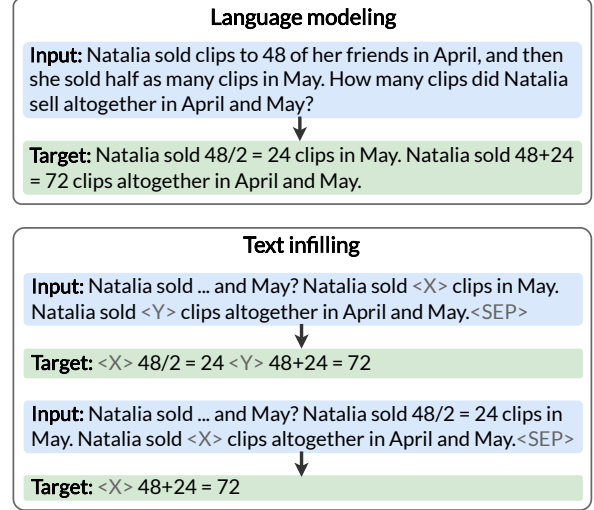 Language modeling
Input: Natalia sold clips to 48 of her friends in April, and then
she sold half as many clips in May. How many clips did Natalia
sell altogether in April and May?
Target: Natalia sold 48/2 = 24 clips in May. Natalia sold 48+24
= 72 clips altogether in April and May.
Text infilling
Input: Natalia sold ... and May? Natalia sold <X> clips in May.
Natalia sold <Y> clips altogether in April and May.<SEP>
Target: <X> 48/2 = 24 <Y> 48+24 = 72
Input: Natalia sold ... and May? Natalia sold 48/2 = 24 clips in
May. Natalia sold <X> clips altogether in April and May.<SEP>
Target: <X> 48+24 = 72